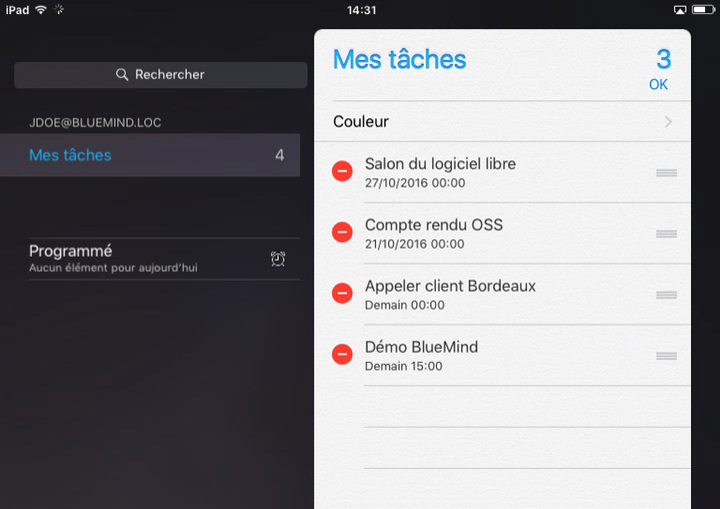 iPad 14:31
Rechercher
JDOE@BLUEMIND.LOC
Mes tâches 4
Programmé
Aucun élément pour aujourd'hui
Mes tâches 3
OK
Couleur
Salon du logiciel libre
27/10/2016 00:00
Compte rendu OSS
21/10/2016 00:00
Appeler client Bordeaux
Demain 00:00
Démo BlueMind
Demain 15:00